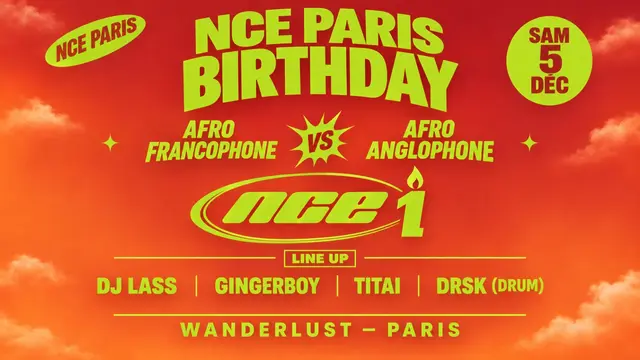 NCE PARIS
NCE PARIS
BIRTHDAY
SAM
5
DÉC
AFRO
FRANCOPHONE
VS
AFRO
ANGLOPHONE
nce 1
LINE UP
DJ LASS | GINGERBOY | TITAI | DRSK (DRUM)
WANDERLUST – PARIS